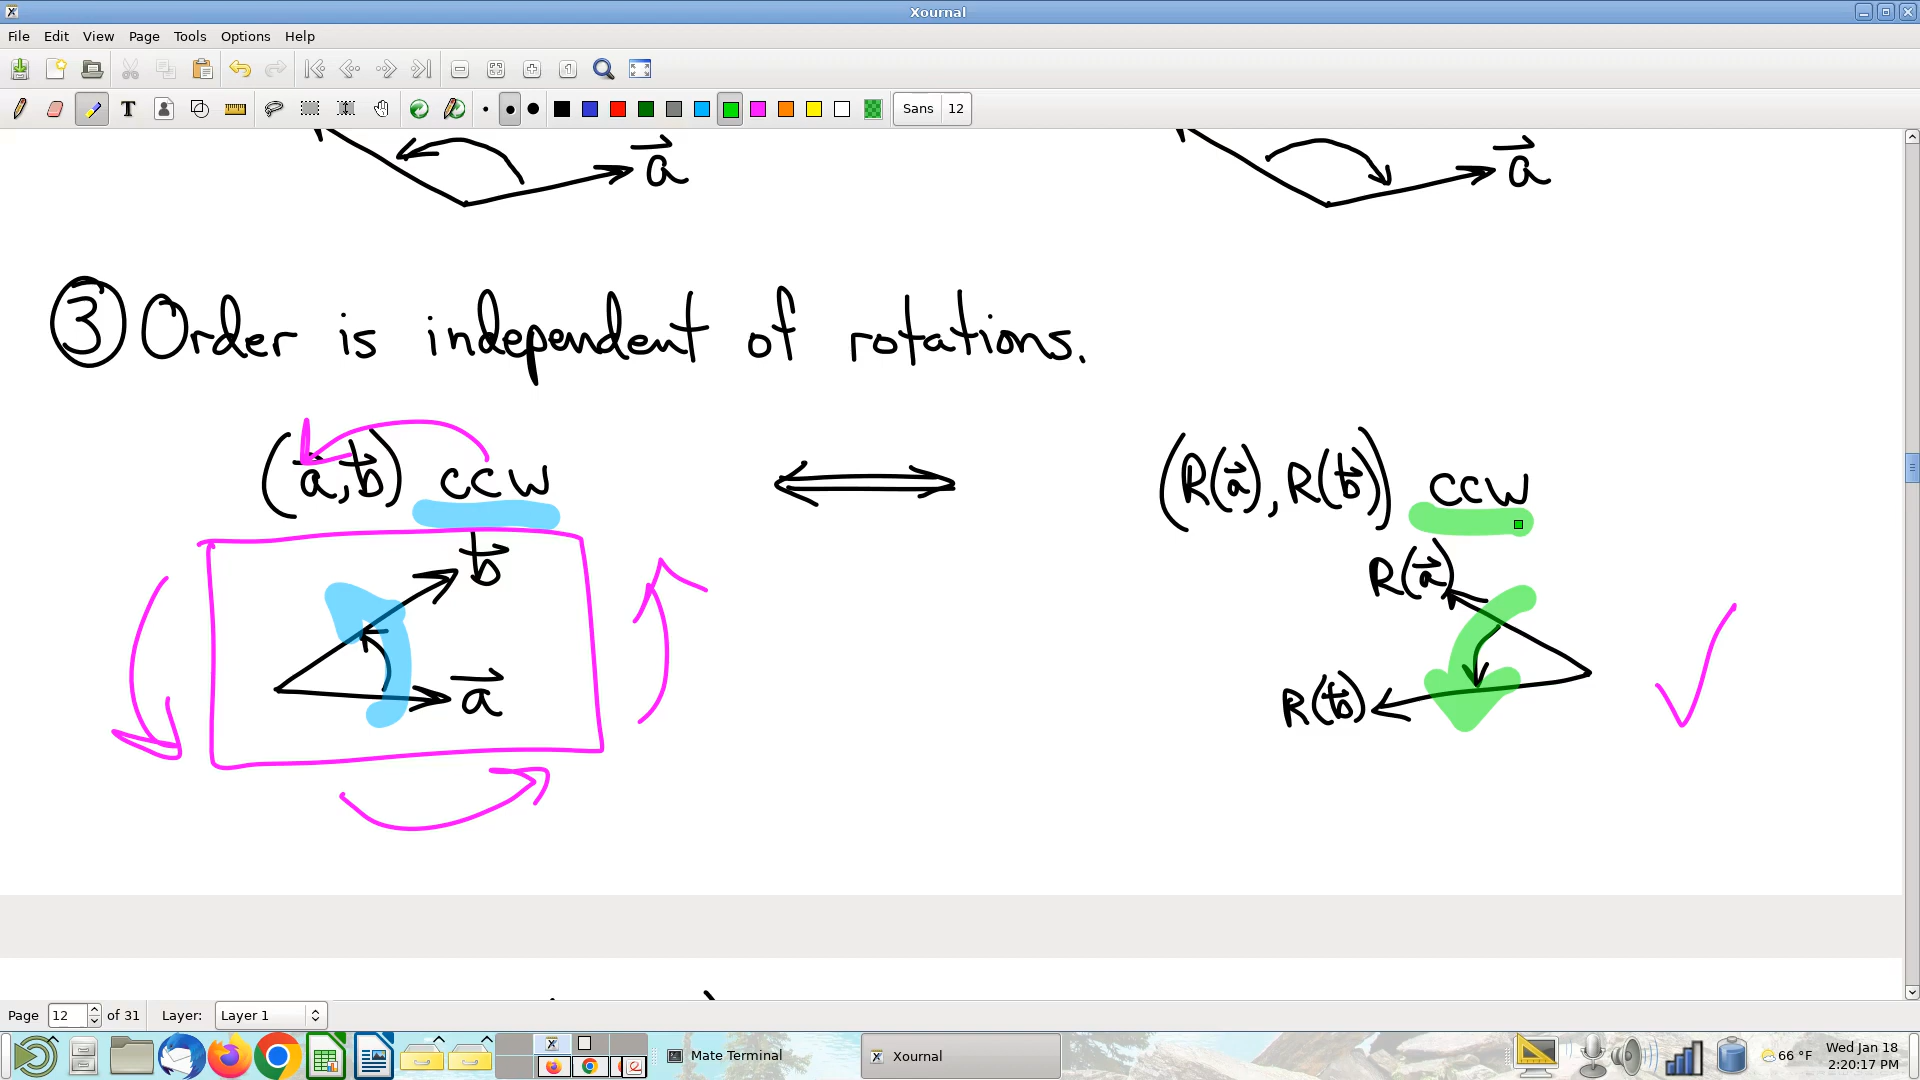 Xournal
File Edit View Page Tools Options Help
Sans 12
a a
③ Order is independent of rotations.
(a, b) ccw ⟺ (R(a), R(b)) ccw
b R(a)
a R(b)
Page 12 of 31 Layer: Layer 1
Mate Terminal Xournal 66 °F Wed Jan 18
2:20:17 PM